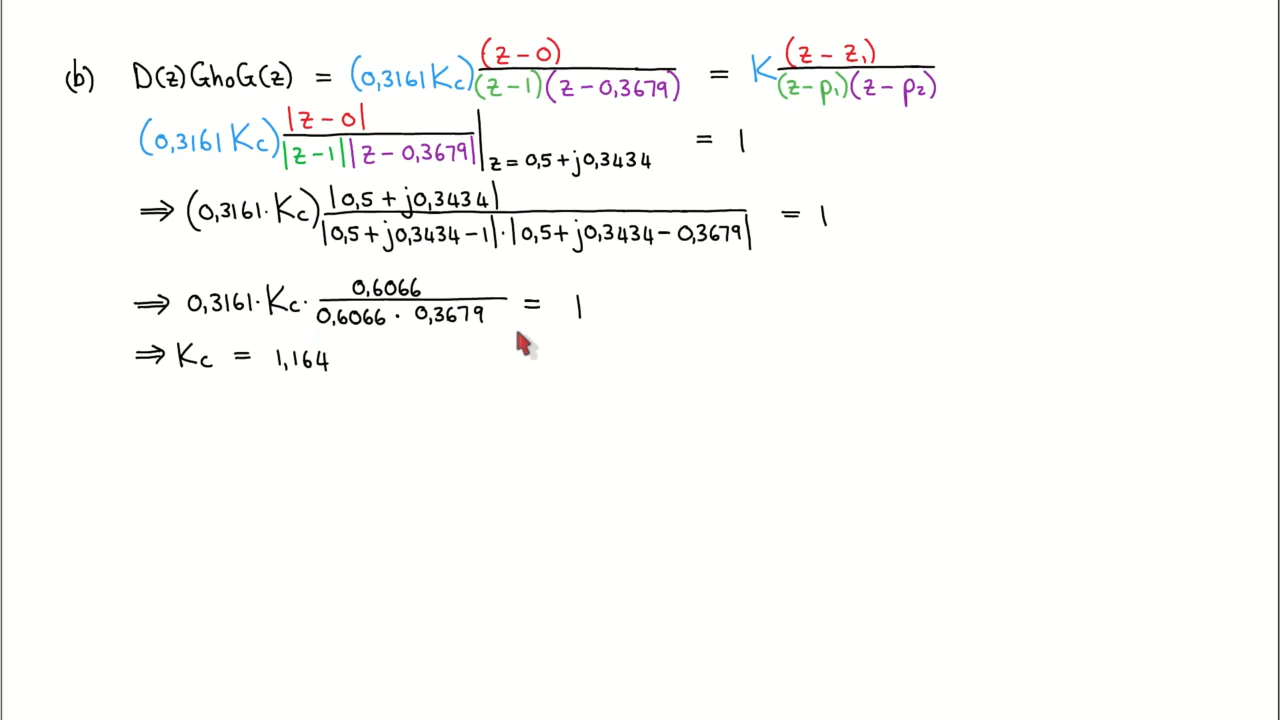 (b) D(z)GhoG(z) = (0,3161Kc) (z-0) / (z-1)(z-0,3679) = K (z-z₁) / (z-p₁)(z-p₂)
(0,3161Kc) |z-0| / |z-1||z-0,3679| |z=0,5+j0,3434 = 1
⇒ (0,3161·Kc) |0,5+j0,3434| / |0,5+j0,3434-1|·|0,5+j0,3434-0,3679| = 1
⇒ 0,3161·Kc· 0,6066 / 0,6066·0,3679 = 1
⇒ Kc = 1,164